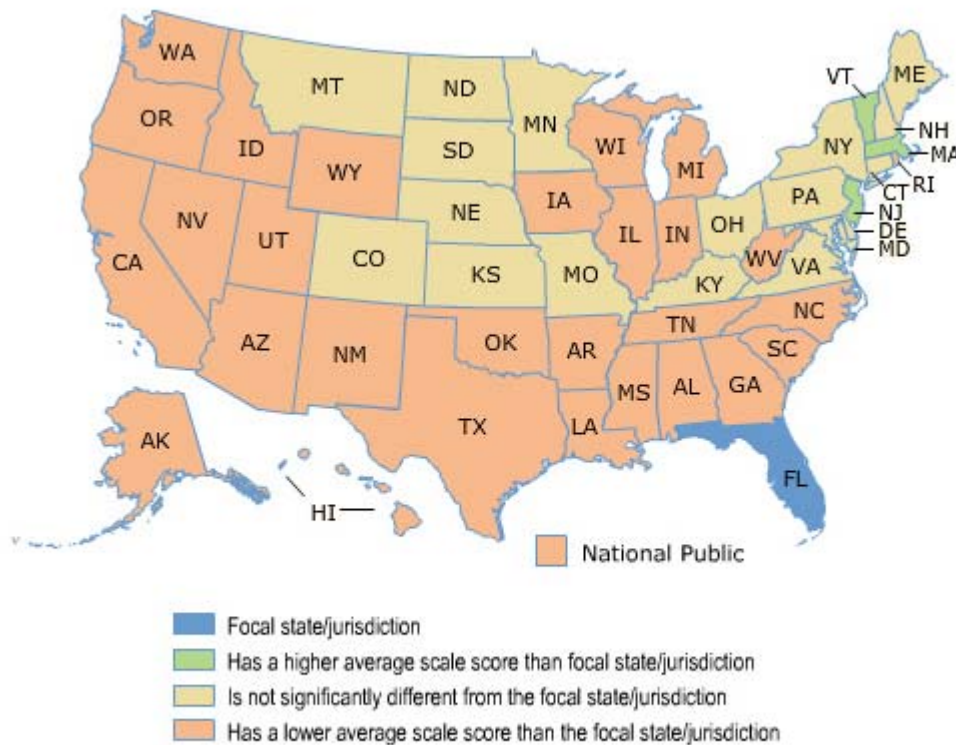 WA
MT
ND
MN
VT
ME
OR
ID
SD
WI
MI
NY
NH
MA
WY
RI
CT
NE
IA
PA
NJ
NV
UT
IL
IN
OH
DE
MD
CA
CO
KS
MO
WV
KY
VA
AZ
NM
OK
AR
TN
NC
SC
MS
AL
GA
TX
LA
AK
FL
HI
National Public
Focal state/jurisdiction
Has a higher average scale score than focal state/jurisdiction
Is not significantly different from the focal state/jurisdiction
Has a lower average scale score than the focal state/jurisdiction